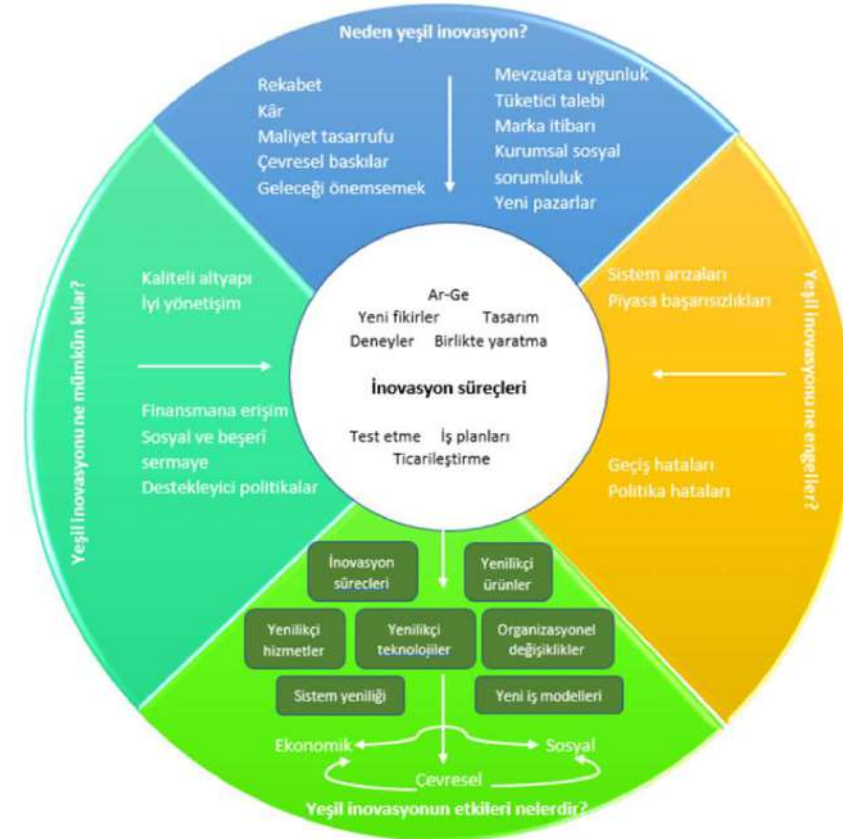 Neden yeşil inovasyon?
Rekabet
Kâr
Maliyet tasarrufu
Çevresel baskılar
Geleceği önemsemek
Mevzuata uygunluk
Tüketici talebi
Marka itibarı
Kurumsal sosyal
sorumluluk
Yeni pazarlar
Yeşil inovasyonu ne mümkün kılar?
Kaliteli altyapı
İyi yönetişim
Finansmana erişim
Sosyal ve beşerî
sermaye
Destekleyici politikalar
Ar-Ge
Yeni fikirler Tasarım
Deneyler Birlikte yaratma
İnovasyon süreçleri
Test etme İş planları
Ticarileştirme
Sistem arızaları
Piyasa başarısızlıkları
Geçiş hataları
Politika hataları
Yeşil inovasyonu ne engeller?
İnovasyon
süreçleri
Yenilikçi
ürünler
Yenilikçi
hizmetler
Yenilikçi
teknolojiler
Organizasyonel
değişiklikler
Sistem yeniliği
Yeni iş modelleri
Ekonomik
Sosyal
Çevresel
Yeşil inovasyonun etkileri nelerdir?